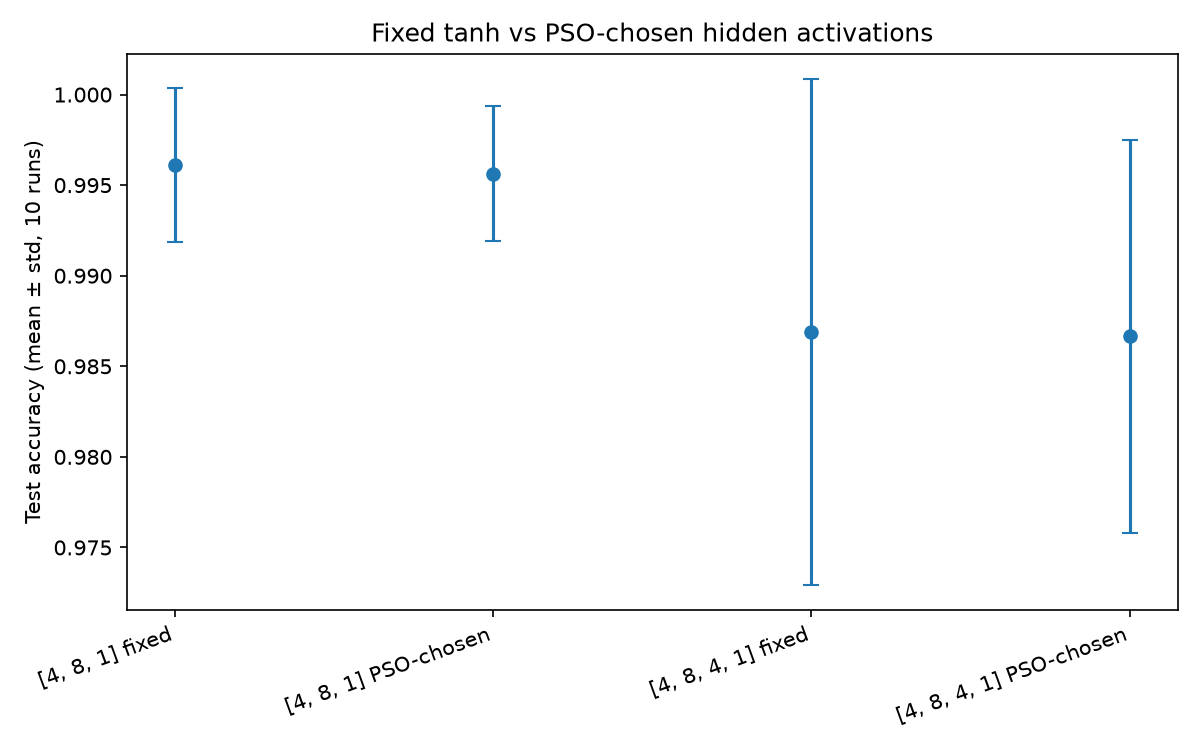 Fixed tanh vs PSO-chosen hidden activations
Test accuracy (mean ± std, 10 runs)
1.000
0.995
0.990
0.985
0.980
0.975
[4, 8, 1] fixed
[4, 8, 1] PSO-chosen
[4, 8, 4, 1] fixed
[4, 8, 4, 1] PSO-chosen